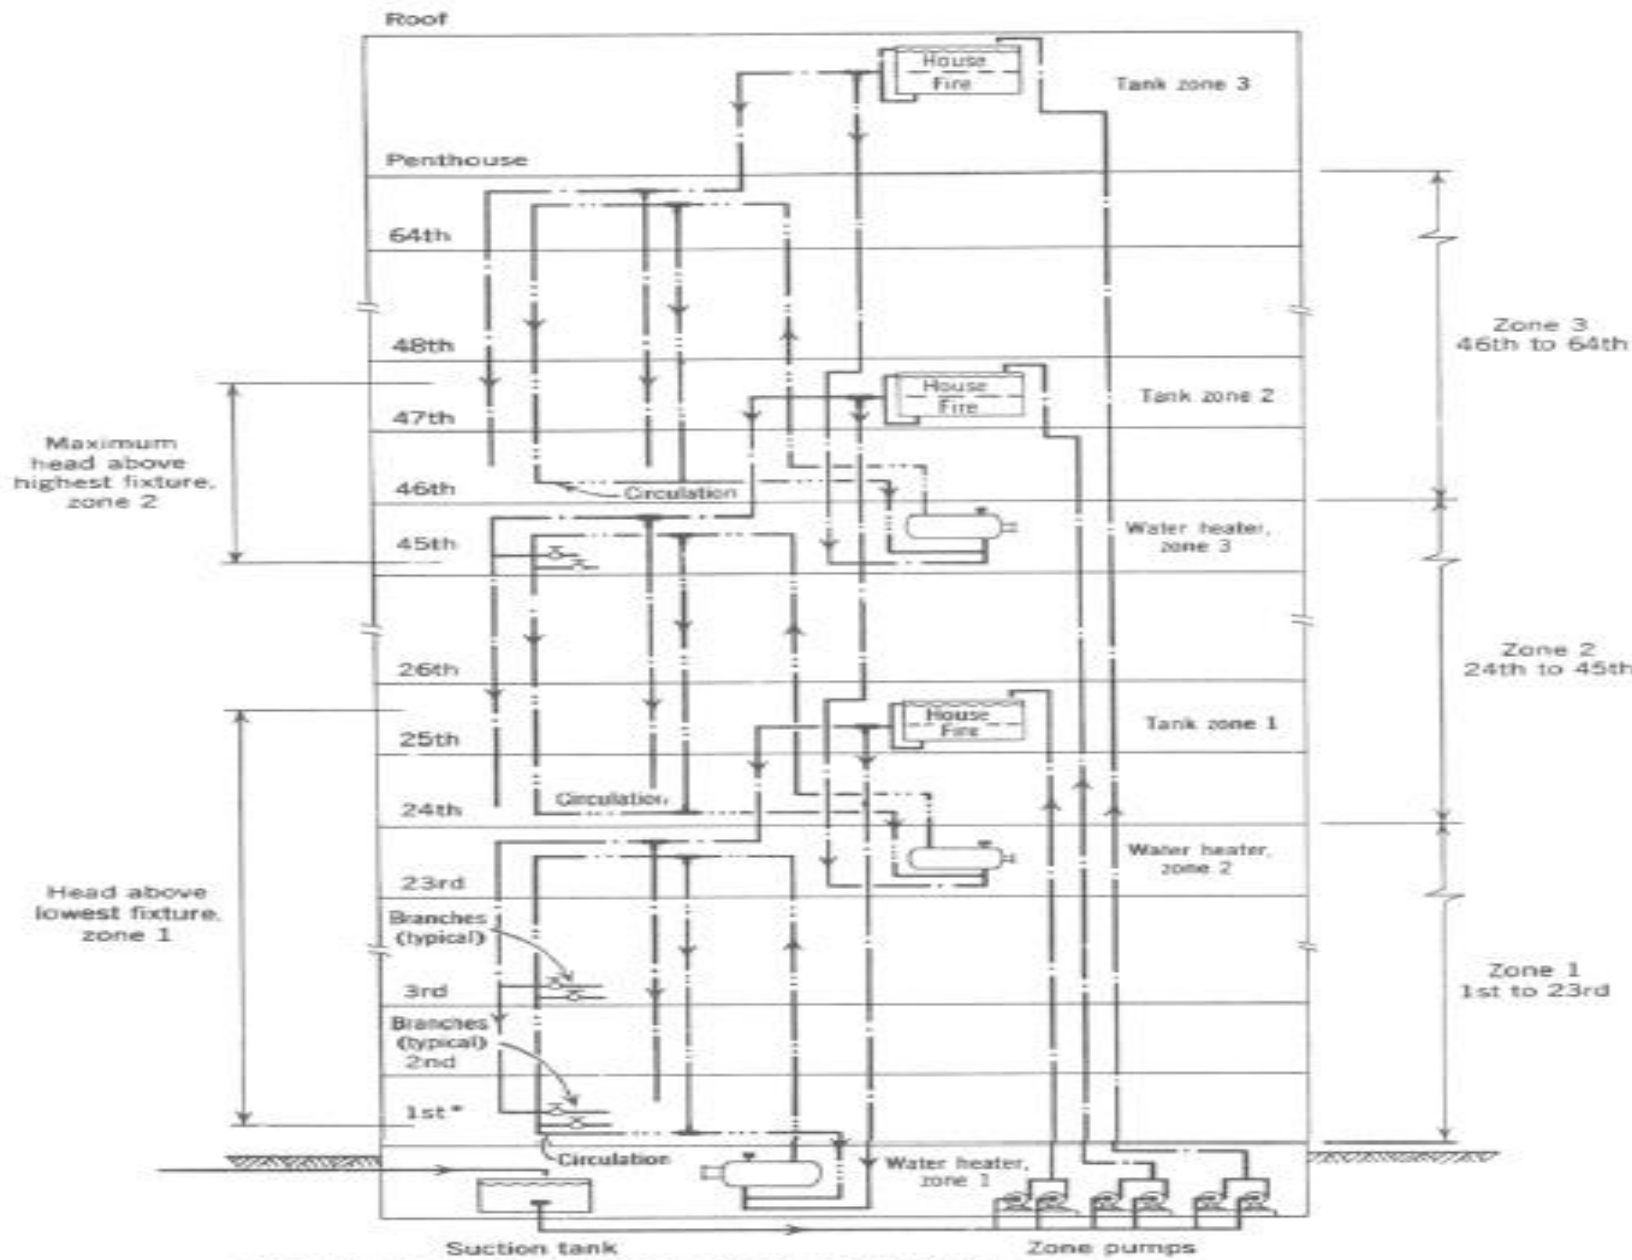 Roof
House
Fire
Tank zone 3
Penthouse
64th
Zone 3
46th to 64th
48th
House
Fire
Tank zone 2
47th
Maximum
head above
highest fixture,
zone 2
46th
Circulation
Water heater,
zone 3
45th
Zone 2
24th to 45th
26th
House
Fire
Tank zone 1
25th
Circulation
24th
Water heater,
zone 2
23rd
Head above
lowest fixture,
zone 1
Branches
(typical)
Zone 1
1st to 23rd
3rd
Branches
(typical)
2nd
1st*
Circulation
Water heater,
zone 1
Suction tank
Zone pumps